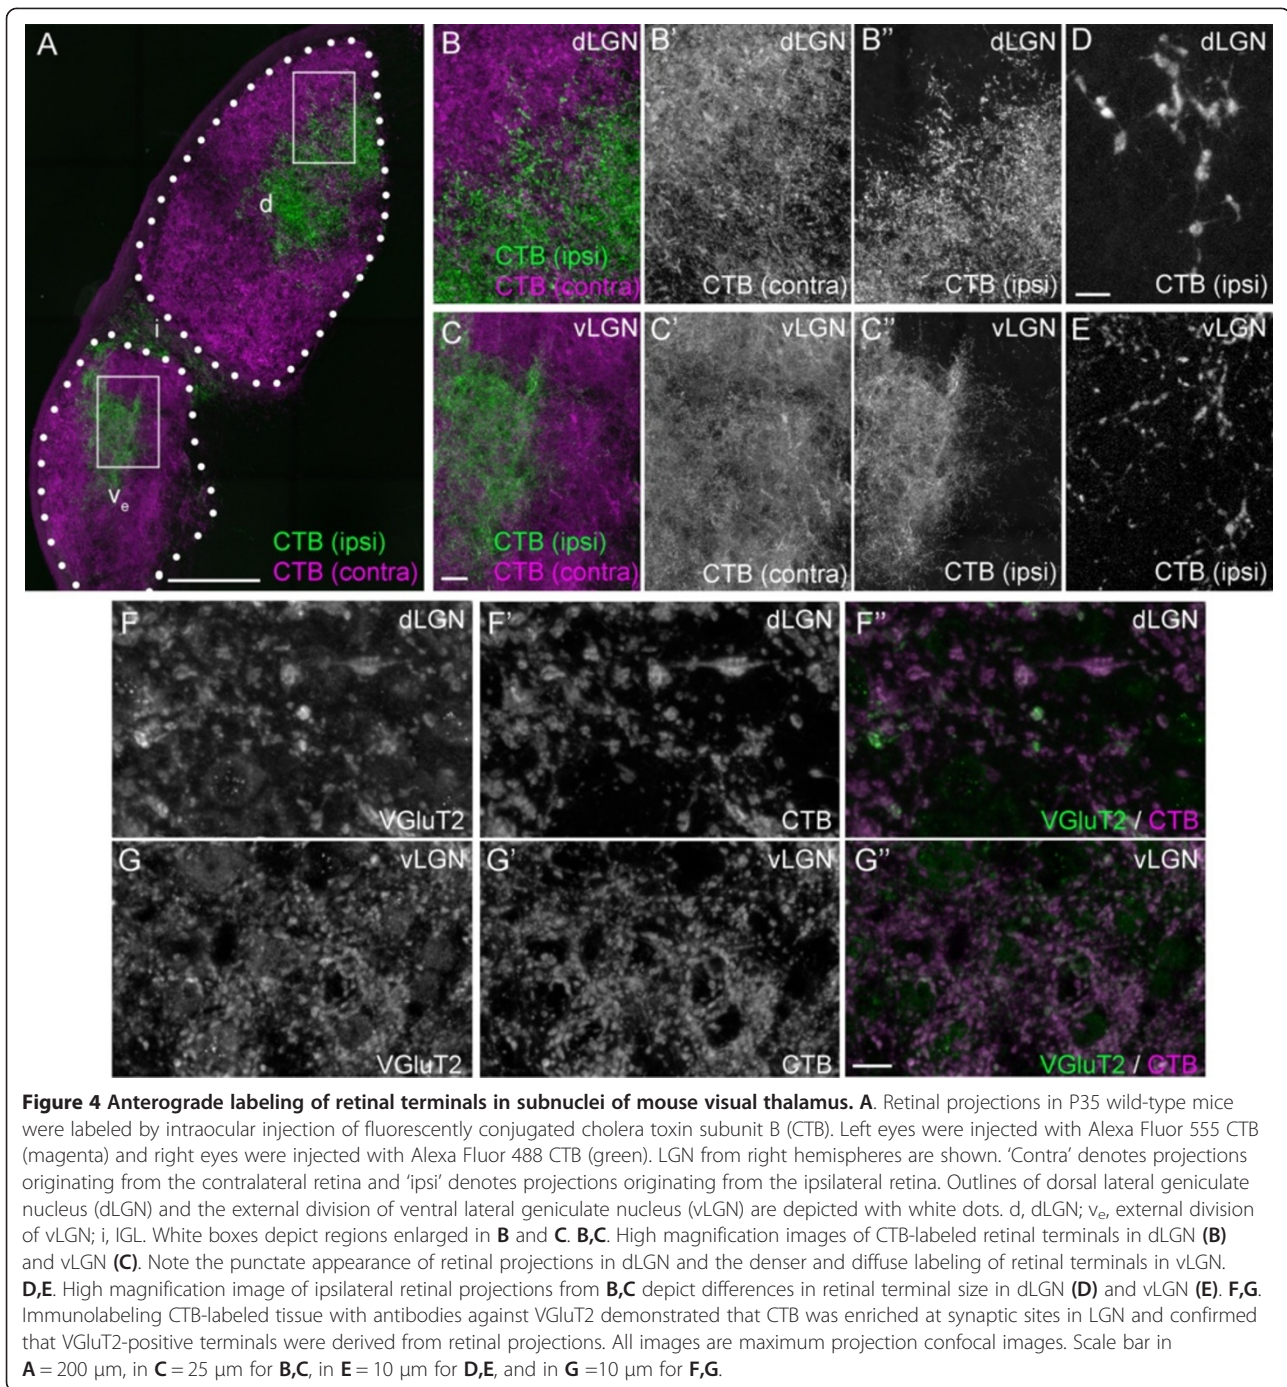 A
d
i
ve
CTB (ipsi)
CTB (contra)
B
dLGN
CTB (ipsi)
CTB (contra)
B'
dLGN
CTB (contra)
B''
dLGN
CTB (ipsi)
D
CTB (ipsi)
C
vLGN
CTB (ipsi)
CTB (contra)
C'
vLGN
CTB (contra)
C''
vLGN
CTB (ipsi)
E
CTB (ipsi)
F
dLGN
VGluT2
F'
dLGN
CTB
F''
dLGN
VGluT2 / CTB
G
vLGN
VGluT2
G'
vLGN
CTB
G''
vLGN
VGluT2 / CTB
Figure 4 Anterograde labeling of retinal terminals in subnuclei of mouse visual thalamus. A. Retinal projections in P35 wild-type mice
were labeled by intraocular injection of fluorescently conjugated cholera toxin subunit B (CTB). Left eyes were injected with Alexa Fluor 555 CTB
(magenta) and right eyes were injected with Alexa Fluor 488 CTB (green). LGN from right hemispheres are shown. ‘Contra’ denotes projections
originating from the contralateral retina and ‘ipsi’ denotes projections originating from the ipsilateral retina. Outlines of dorsal lateral geniculate
nucleus (dLGN) and the external division of ventral lateral geniculate nucleus (vLGN) are depicted with white dots. d, dLGN; ve, external division
of vLGN; i, IGL. White boxes depict regions enlarged in B and C. B,C. High magnification images of CTB-labeled retinal terminals in dLGN (B)
and vLGN (C). Note the punctate appearance of retinal projections in dLGN and the denser and diffuse labeling of retinal terminals in vLGN.
D,E. High magnification image of ipsilateral retinal projections from B,C depict differences in retinal terminal size in dLGN (D) and vLGN (E). F,G.
Immunolabeling CTB-labeled tissue with antibodies against VGluT2 demonstrated that CTB was enriched at synaptic sites in LGN and confirmed
that VGluT2-positive terminals were derived from retinal projections. All images are maximum projection confocal images. Scale bar in
A = 200 μm, in C = 25 μm for B,C, in E = 10 μm for D,E, and in G =10 μm for F,G.